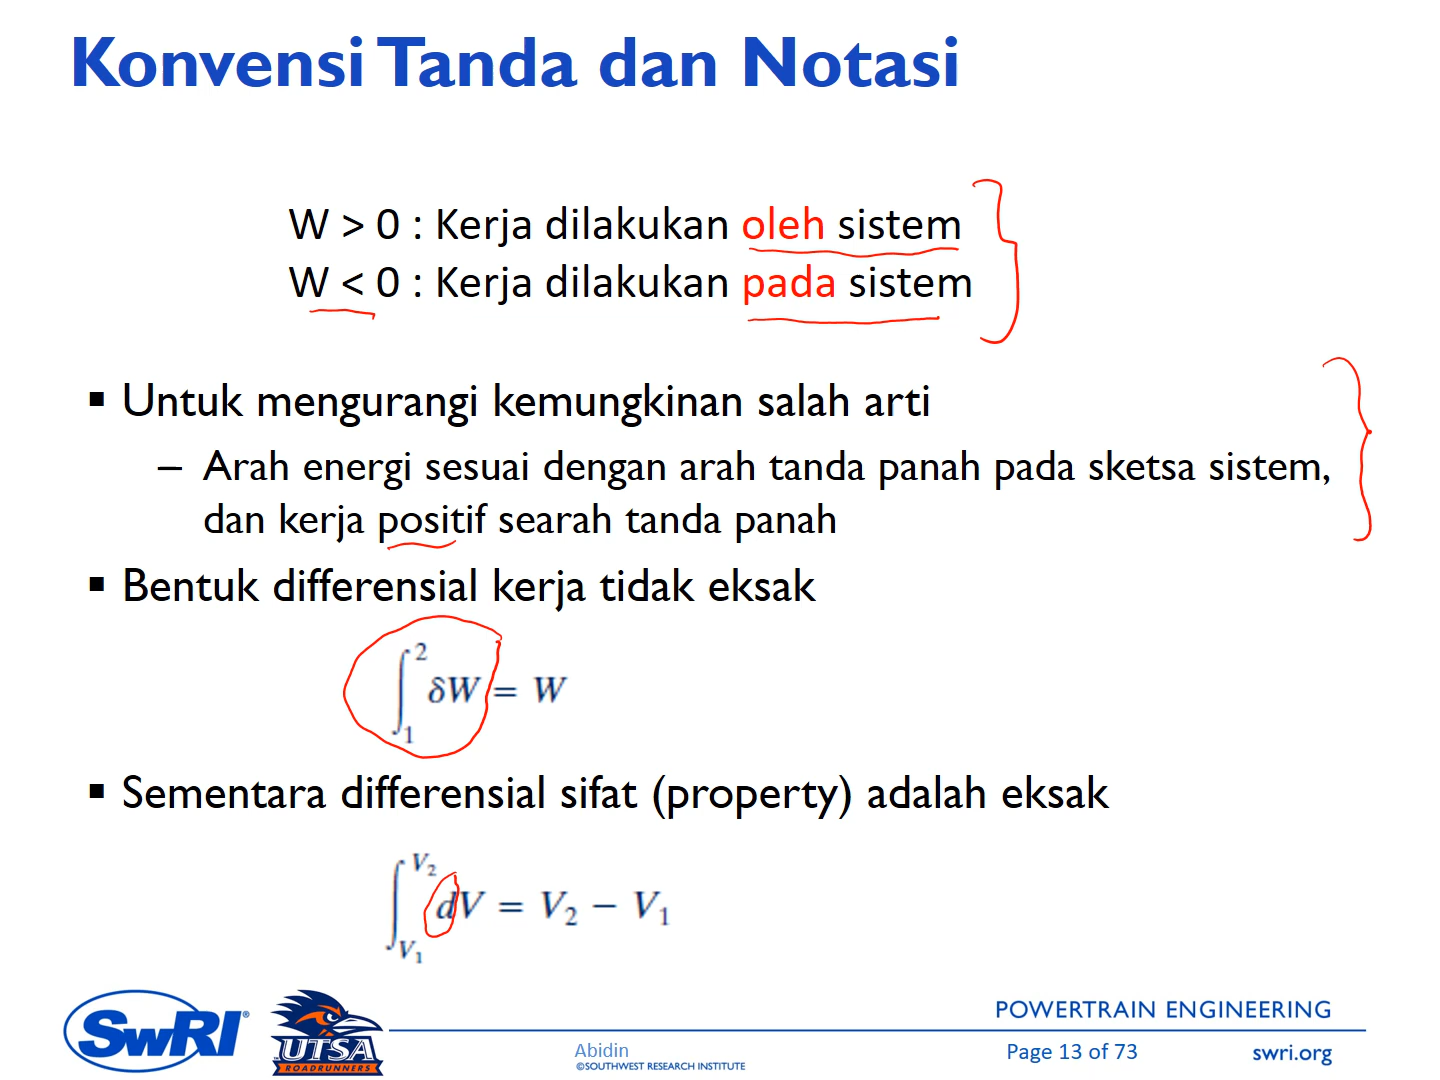 Konvensi Tanda dan Notasi
W > 0 : Kerja dilakukan oleh sistem
W < 0 : Kerja dilakukan pada sistem
▪ Untuk mengurangi kemungkinan salah arti
– Arah energi sesuai dengan arah tanda panah pada sketsa sistem,
dan kerja positif searah tanda panah
▪ Bentuk differensial kerja tidak eksak
∫₁² δW = W
▪ Sementara differensial sifat (property) adalah eksak
∫_{V₁}^{V₂} dV = V₂ − V₁
SwRI®
UTSA
ROADRUNNERS
Abidin
©SOUTHWEST RESEARCH INSTITUTE
POWERTRAIN ENGINEERING
Page 13 of 73
swri.org